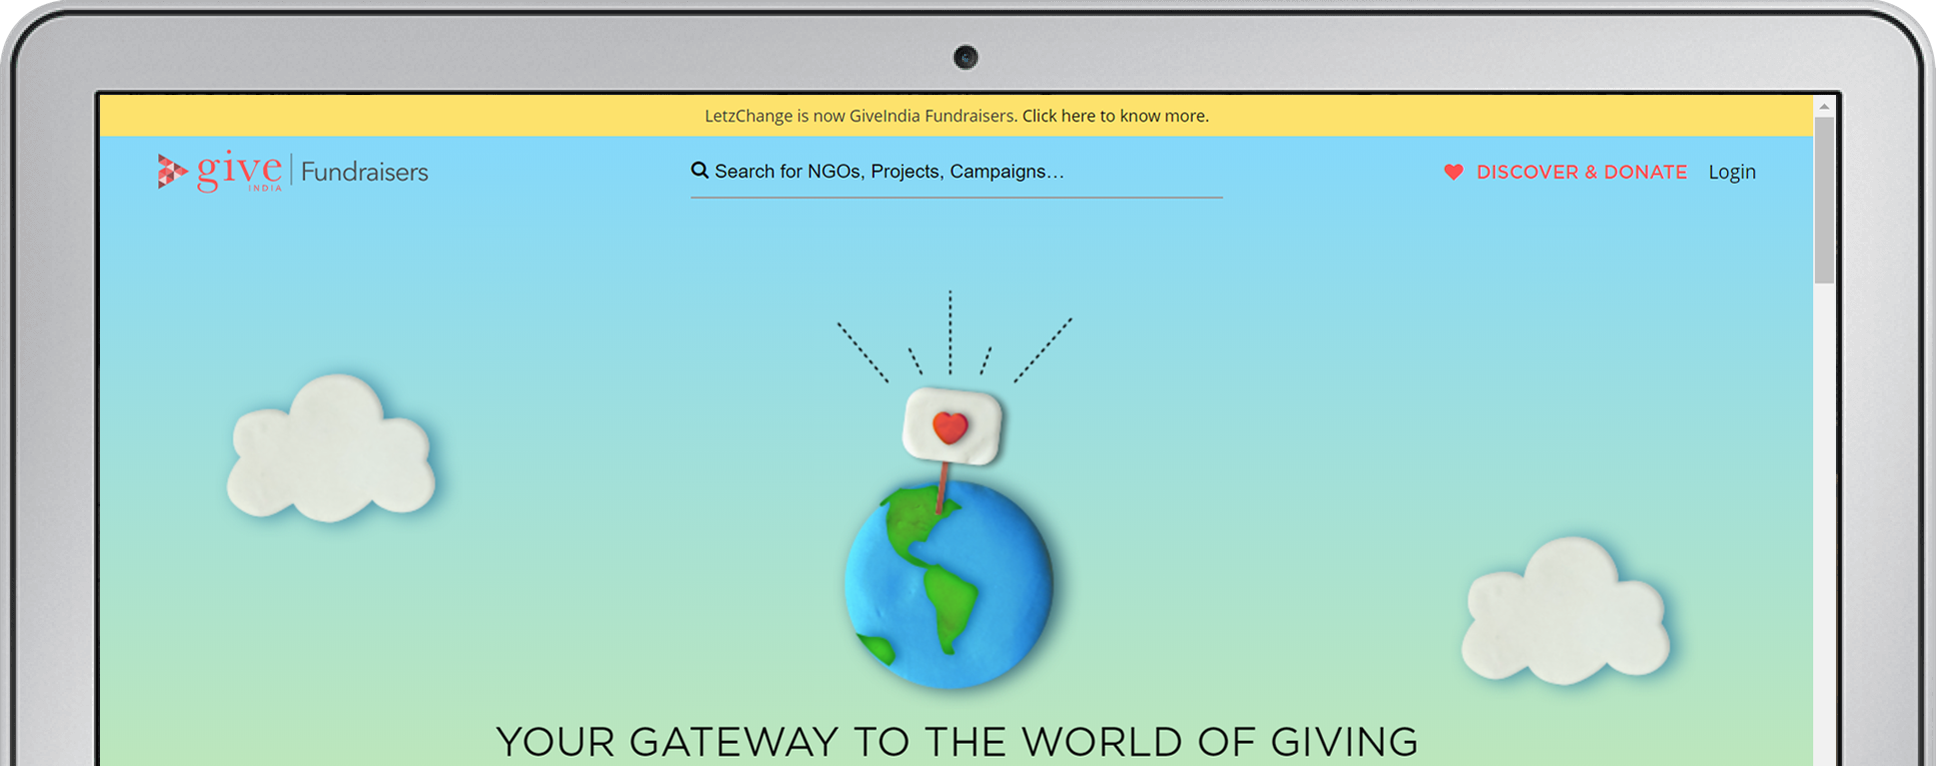 LetzChange is now GiveIndia Fundraisers. Click here to know more.
give INDIA | Fundraisers
Search for NGOs, Projects, Campaigns...
DISCOVER & DONATE
Login
YOUR GATEWAY TO THE WORLD OF GIVING